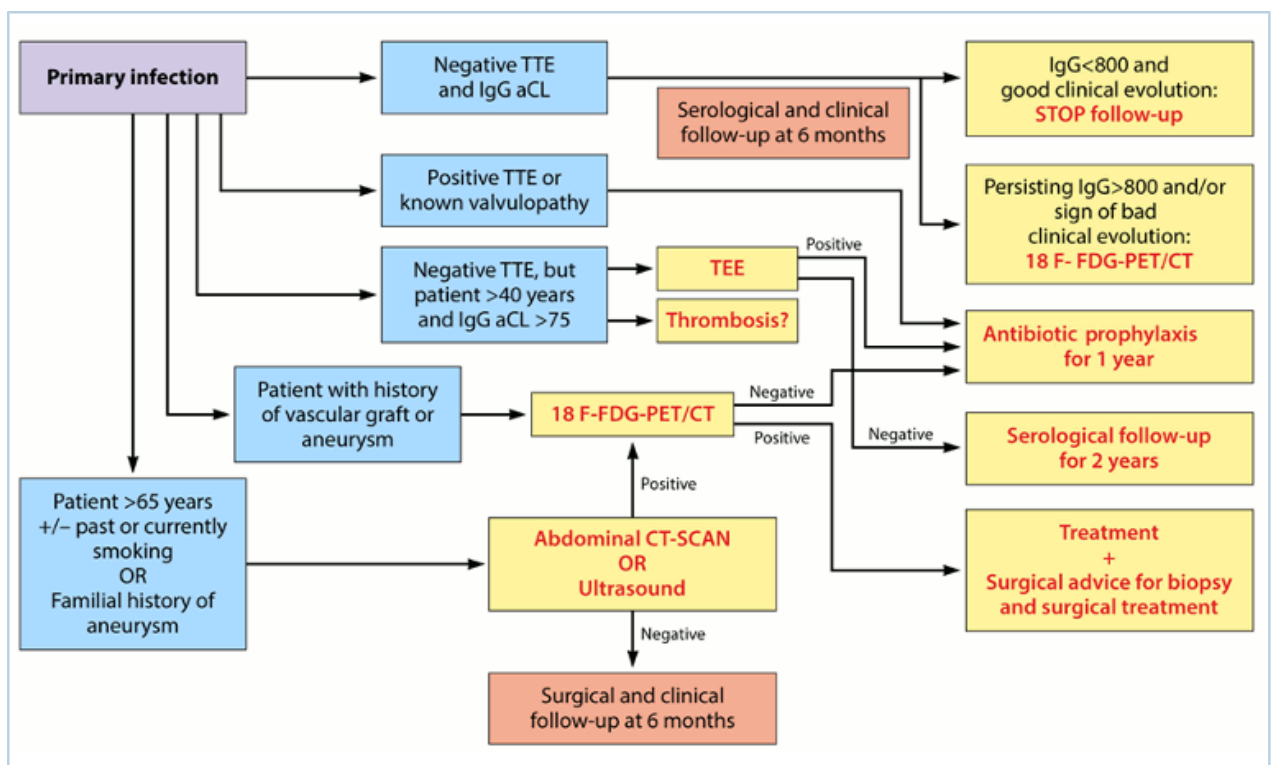 Primary infection
Negative TTE
and IgG aCL
Serological and clinical
follow-up at 6 months
IgG<800 and
good clinical evolution:
STOP follow-up
Positive TTE or
known valvulopathy
Persisting IgG>800 and/or
sign of bad
clinical evolution:
18 F- FDG-PET/CT
Negative TTE, but
patient >40 years
and IgG aCL >75
TEE
Positive
Thrombosis?
Antibiotic prophylaxis
for 1 year
Patient with history
of vascular graft or
aneurysm
18 F-FDG-PET/CT
Negative
Positive
Negative
Serological follow-up
for 2 years
Patient >65 years
+/– past or currently
smoking
OR
Familial history of
aneurysm
Positive
Abdominal CT-SCAN
OR
Ultrasound
Negative
Treatment
+
Surgical advice for biopsy
and surgical treatment
Surgical and clinical
follow-up at 6 months